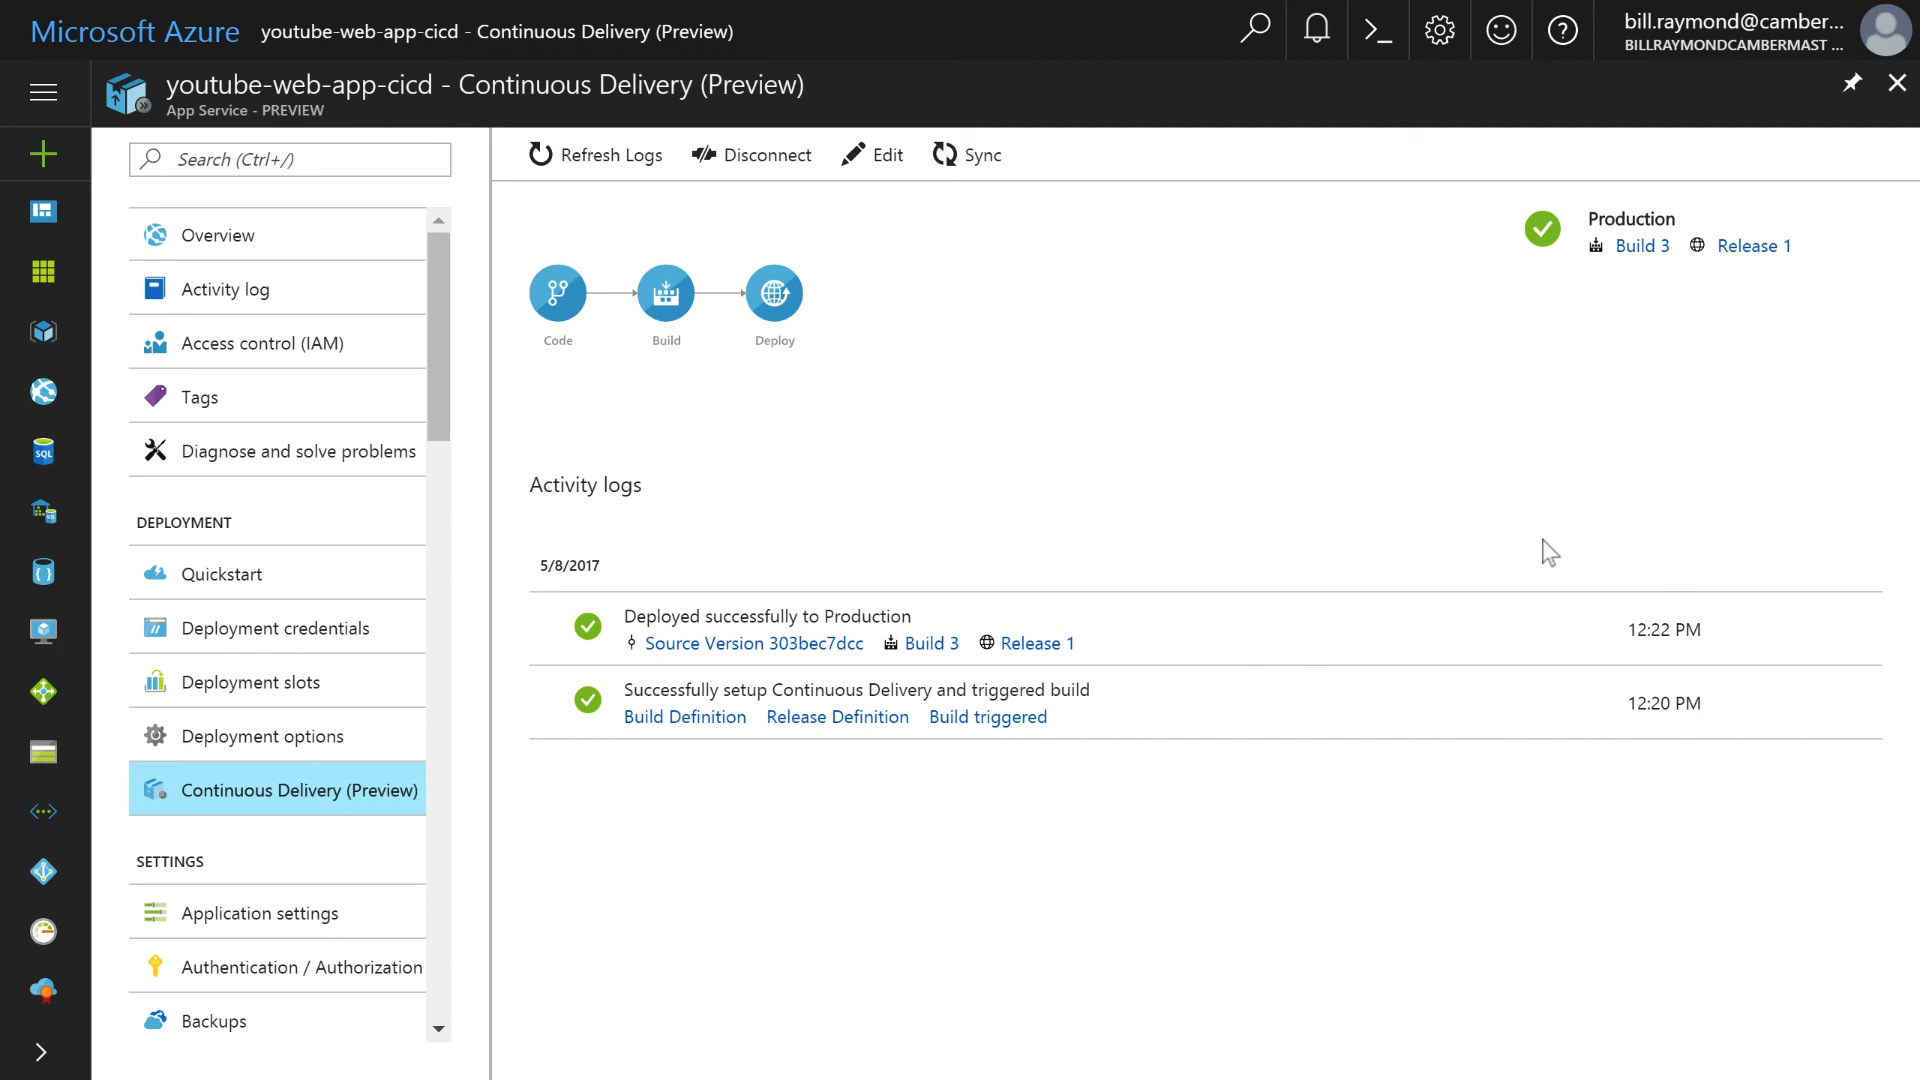 Microsoft Azure youtube-web-app-cicd - Continuous Delivery (Preview)
bill.raymond@camber...
BILLRAYMONDCAMBERMAST ...
youtube-web-app-cicd - Continuous Delivery (Preview)
App Service - PREVIEW
Search (Ctrl+/)
Overview
Activity log
Access control (IAM)
Tags
Diagnose and solve problems
DEPLOYMENT
Quickstart
Deployment credentials
Deployment slots
Deployment options
Continuous Delivery (Preview)
SETTINGS
Application settings
Authentication / Authorization
Backups
SQL
Refresh Logs Disconnect Edit Sync
Production
Build 3 Release 1
Code Build Deploy
Activity logs
5/8/2017
Deployed successfully to Production
Source Version 303bec7dcc Build 3 Release 1
12:22 PM
Successfully setup Continuous Delivery and triggered build
Build Definition Release Definition Build triggered
12:20 PM